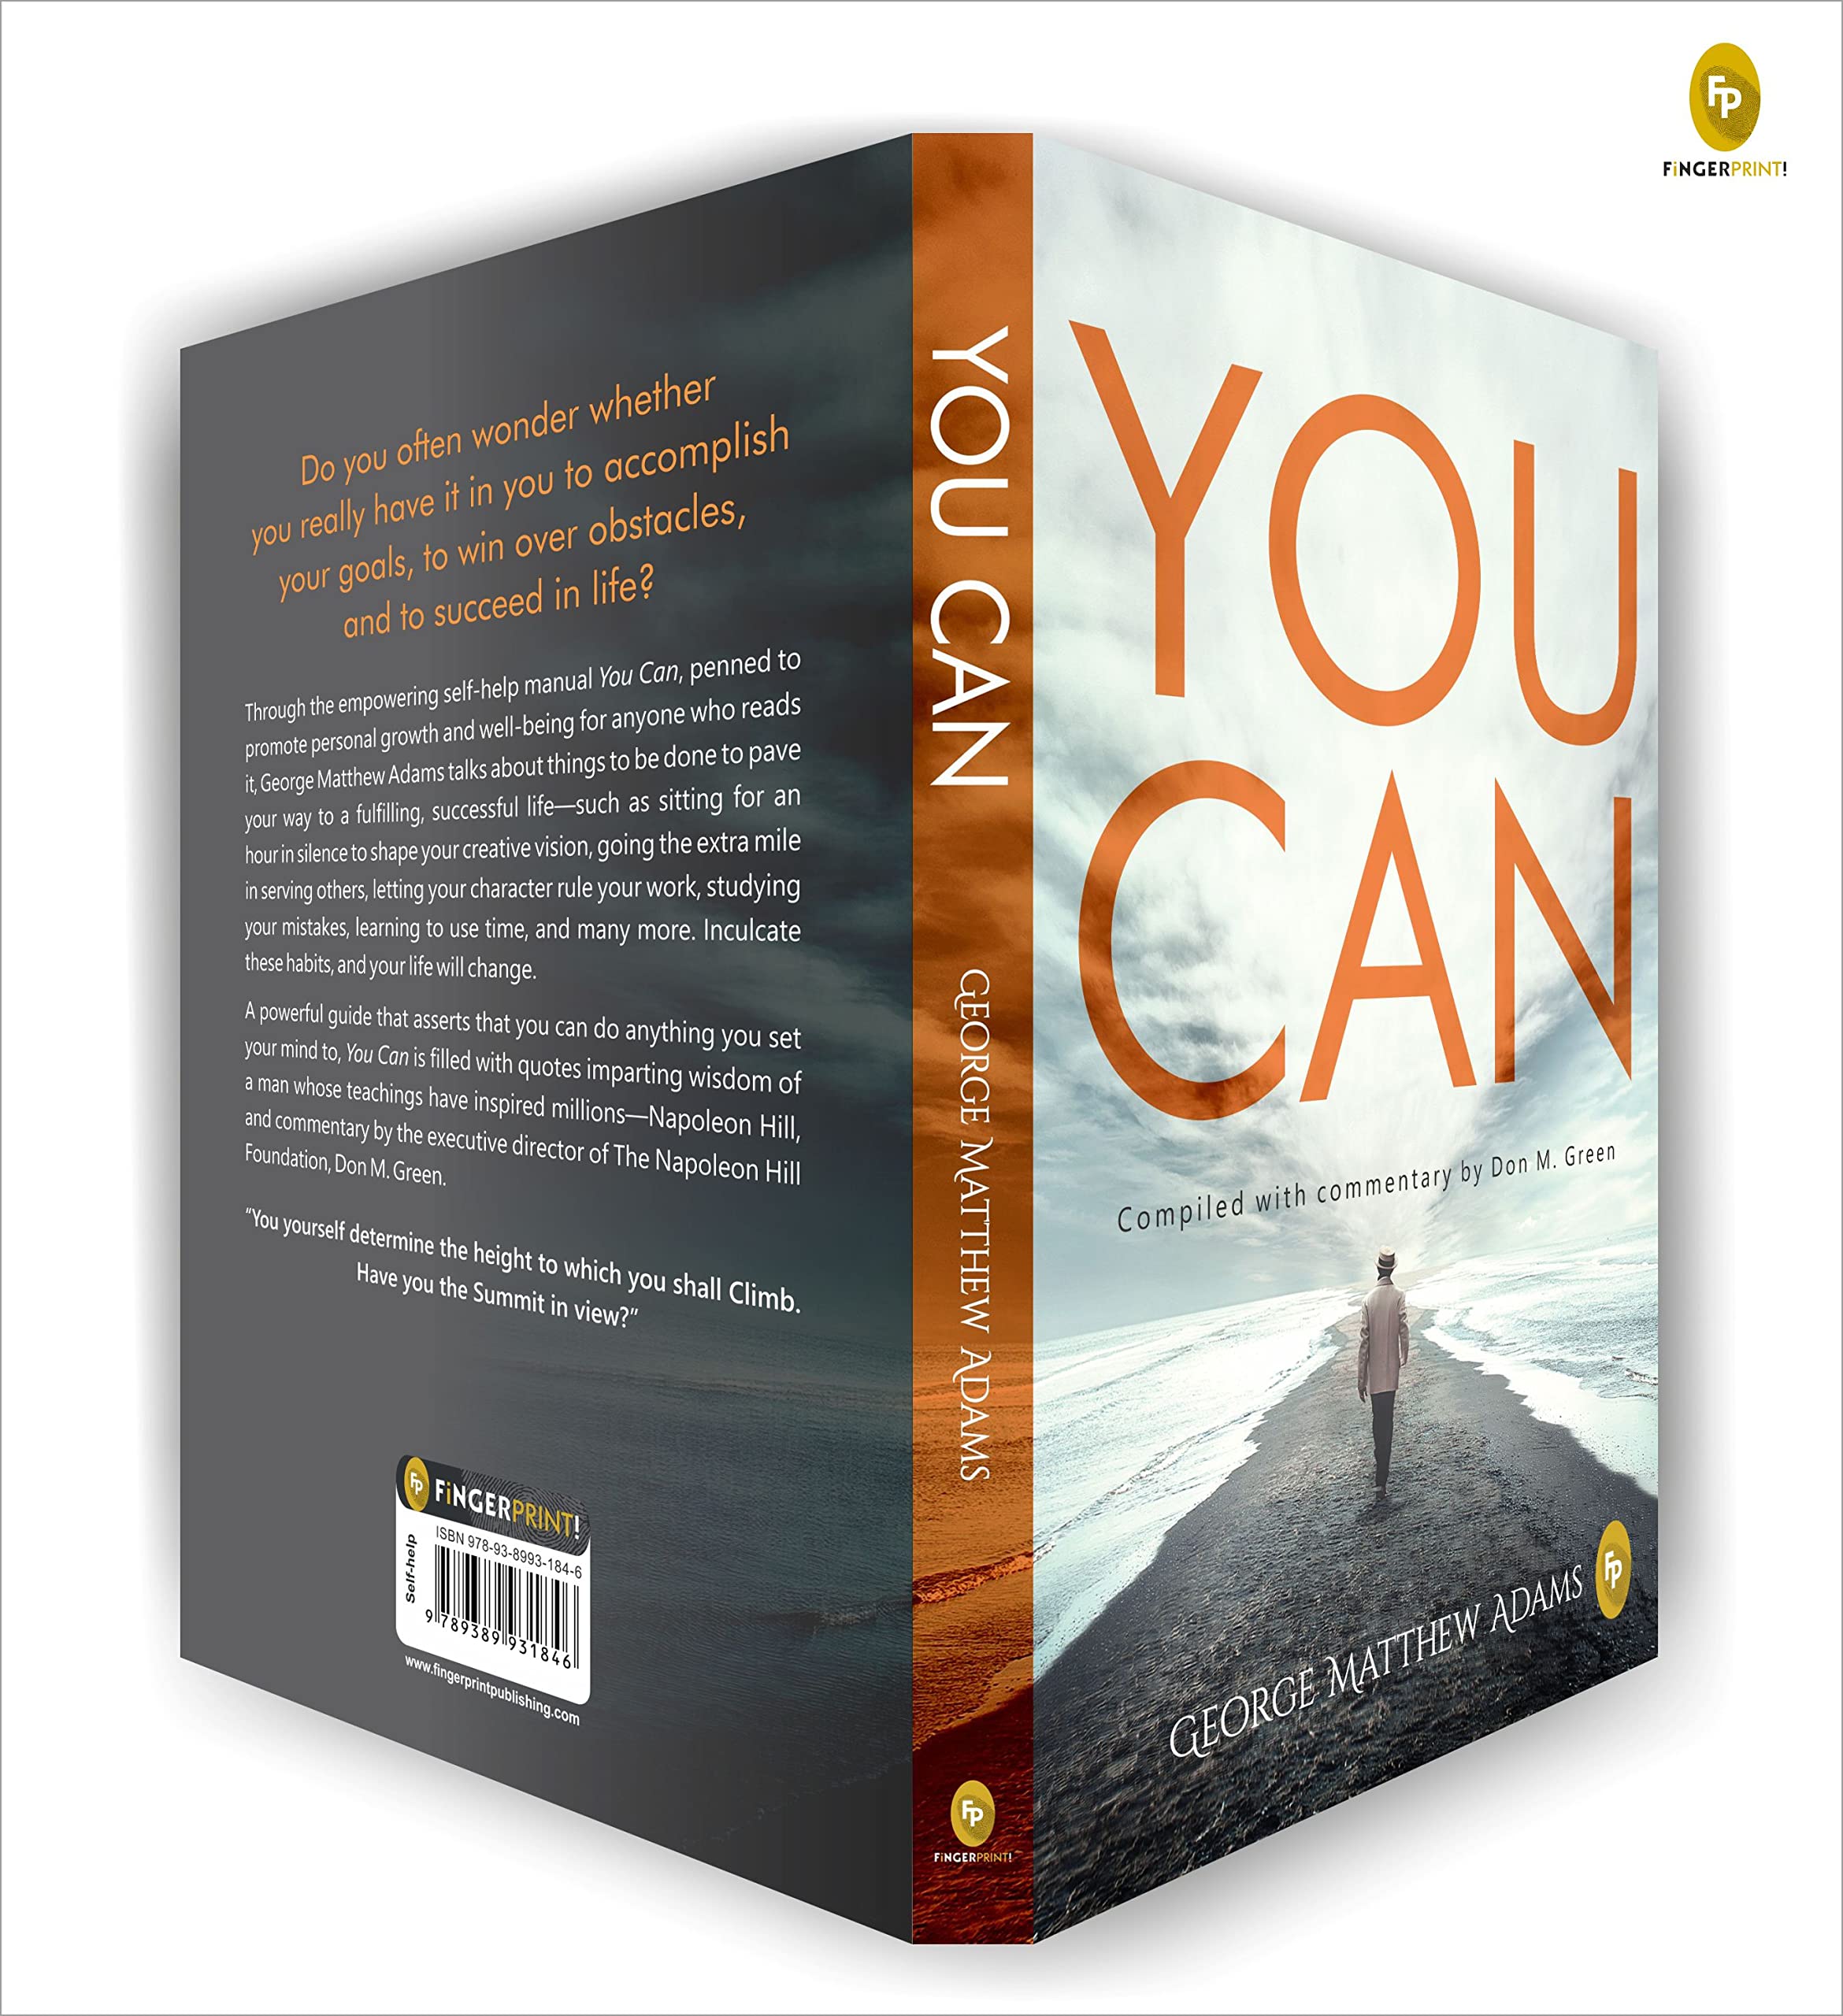 FP
FiNGERPRINT!
Do you often wonder whether
you really have it in you to accomplish
your goals, to win over obstacles,
and to succeed in life?
Through the empowering self-help manual You Can, penned to
promote personal growth and well-being for anyone who reads
it, George Matthew Adams talks about things to be done to pave
your way to a fulfilling, successful life—such as sitting for an
hour in silence to shape your creative vision, going the extra mile
in serving others, letting your character rule your work, studying
your mistakes, learning to use time, and many more. Inculcate
these habits, and your life will change.
A powerful guide that asserts that you can do anything you set
your mind to, You Can is filled with quotes imparting wisdom of
a man whose teachings have inspired millions—Napoleon Hill,
and commentary by the executive director of The Napoleon Hill
Foundation, Don M. Green.
“You yourself determine the height to which you shall Climb.
Have you the Summit in view?”
FP FiNGERPRINT!
ISBN 978-93-8993-184-6
Self-help
9 789389 931846
www.fingerprintpublishing.com
YOU CAN
GEORGE MATTHEW ADAMS
FP
FiNGERPRINT!
YOU
CAN
Compiled with commentary by Don M. Green
GEORGE MATTHEW ADAMS
FP